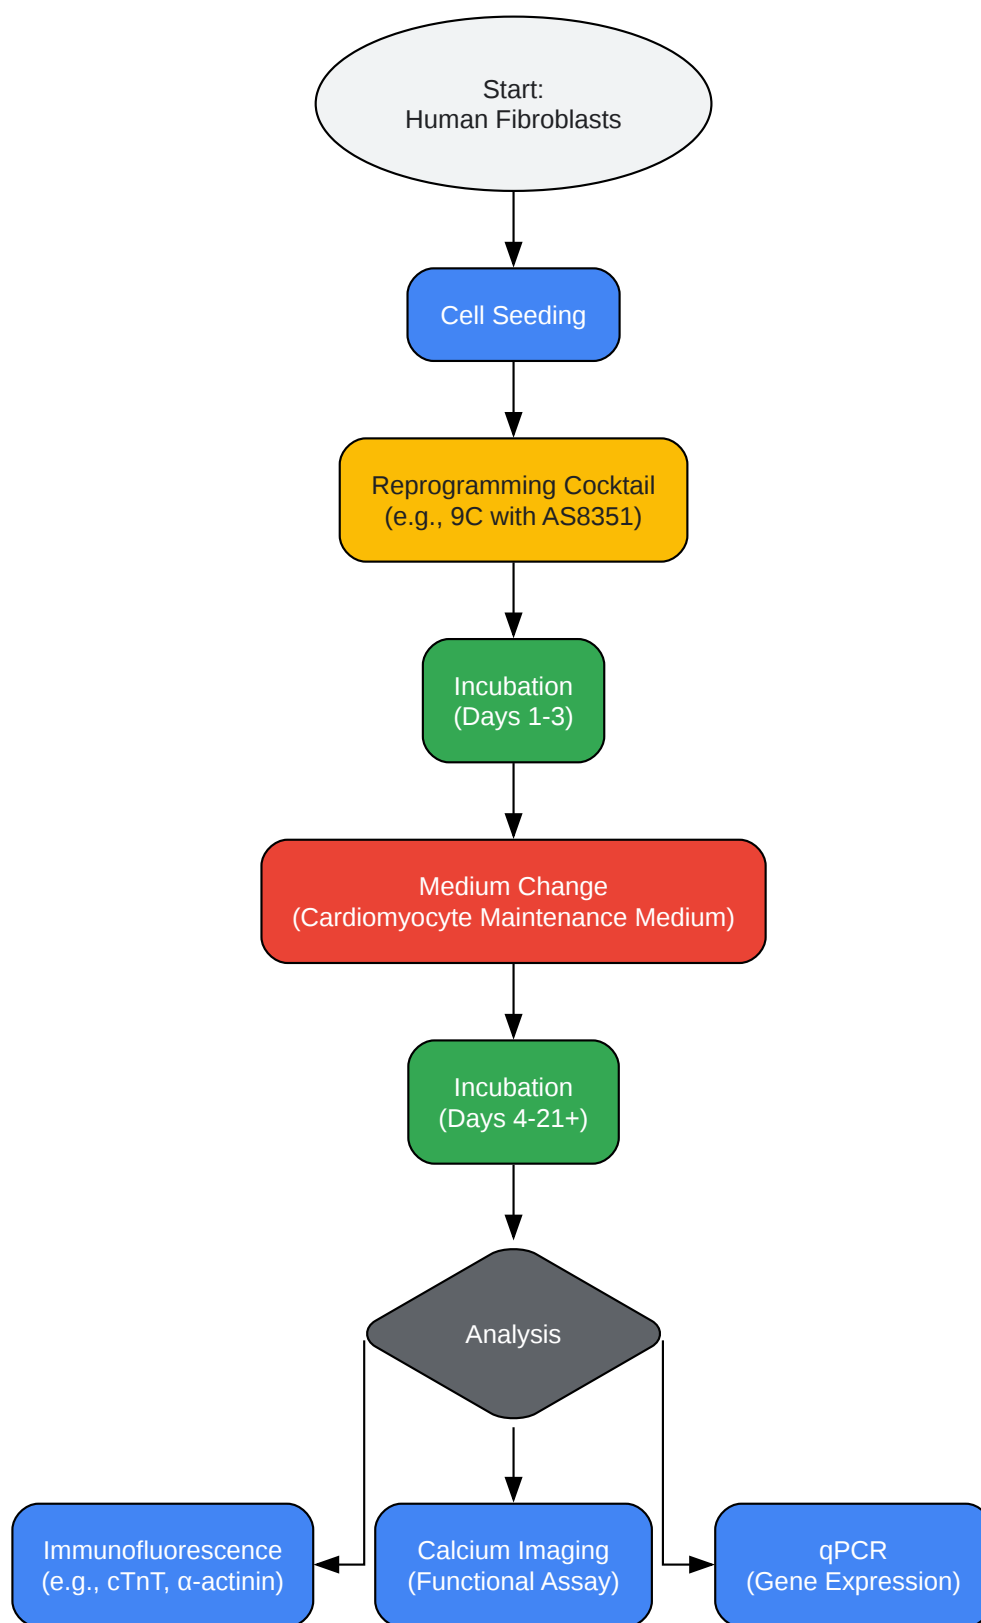 Start:
Human Fibroblasts
Cell Seeding
Reprogramming Cocktail
(e.g., 9C with AS8351)
Incubation
(Days 1-3)
Medium Change
(Cardiomyocyte Maintenance Medium)
Incubation
(Days 4-21+)
Analysis
Immunofluorescence
(e.g., cTnT, α-actinin)
Calcium Imaging
(Functional Assay)
qPCR
(Gene Expression)